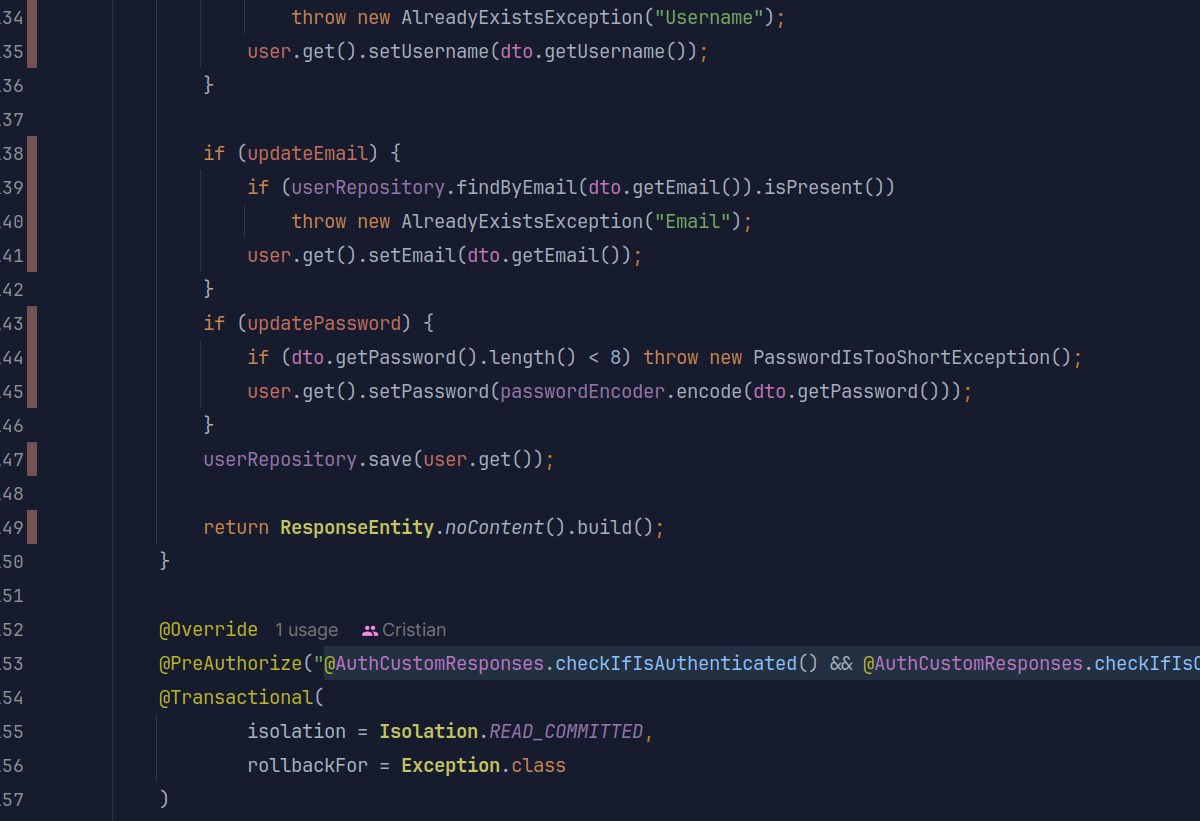 34 throw new AlreadyExistsException("Username");
35 user.get().setUsername(dto.getUsername());
36 }
37
38 if (updateEmail) {
39 if (userRepository.findByEmail(dto.getEmail()).isPresent())
40 throw new AlreadyExistsException("Email");
41 user.get().setEmail(dto.getEmail());
42 }
43 if (updatePassword) {
44 if (dto.getPassword().length() < 8) throw new PasswordIsTooShortException();
45 user.get().setPassword(passwordEncoder.encode(dto.getPassword()));
46 }
47 userRepository.save(user.get());
48
49 return ResponseEntity.noContent().build();
50 }
51
52 @Override 1 usage Cristian
53 @PreAuthorize("@AuthCustomResponses.checkIfIsAuthenticated() && @AuthCustomResponses.checkIfIs
54 @Transactional(
55 isolation = Isolation.READ_COMMITTED,
56 rollbackFor = Exception.class
57 )